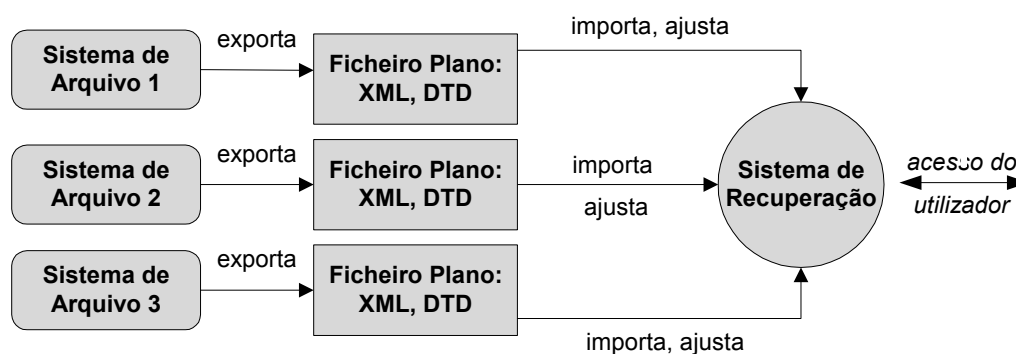 Sistema de
Arquivo 1
exporta
Ficheiro Plano:
XML, DTD
importa, ajusta
Sistema de
Arquivo 2
exporta
Ficheiro Plano:
XML, DTD
importa
ajusta
Sistema de
Recuperação
acesso do
utilizador
Sistema de
Arquivo 3
exporta
Ficheiro Plano:
XML, DTD
importa, ajusta